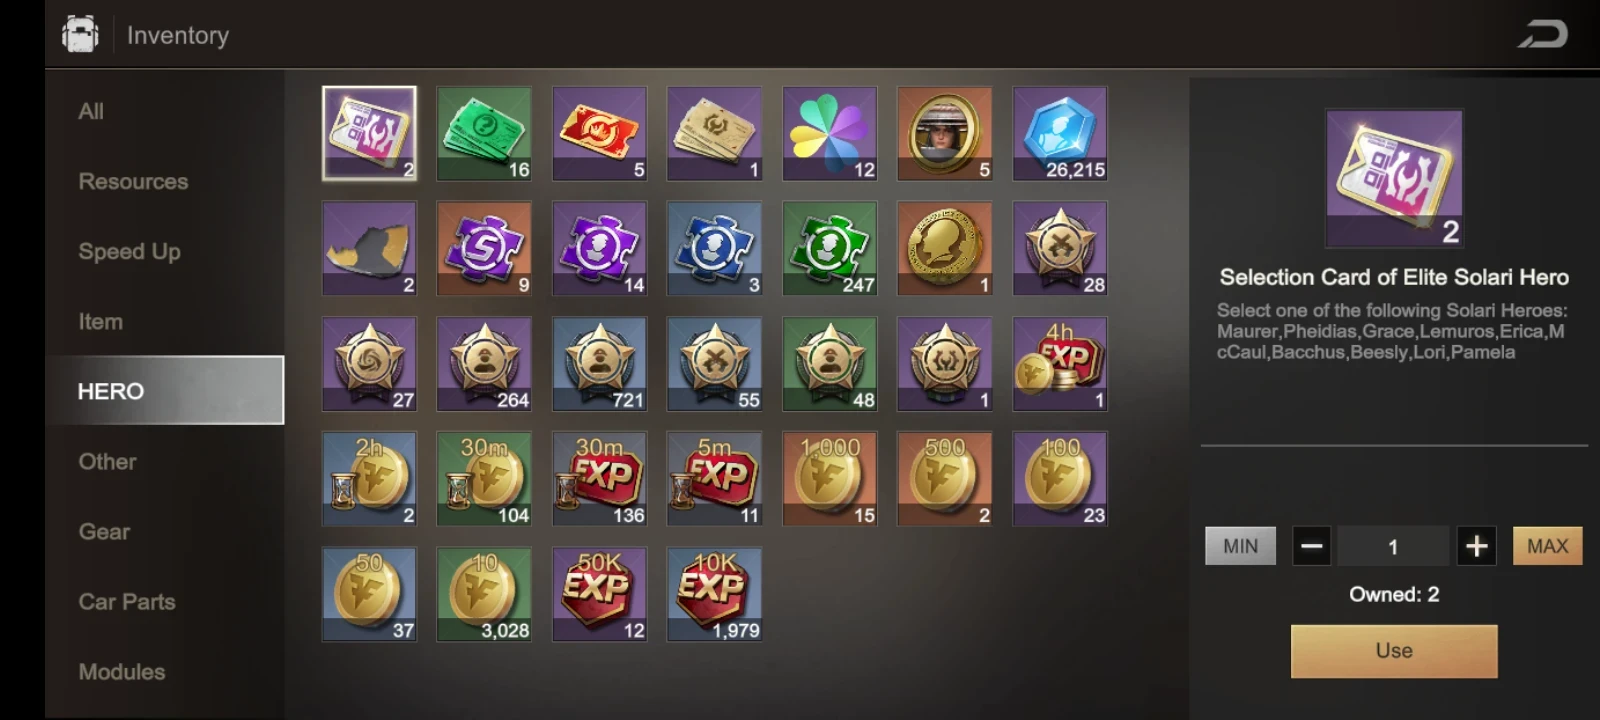 Inventory
All
Resources
Speed Up
Item
HERO
Other
Gear
Car Parts
Modules
2
16
5
1
12
5
26,215
2
9
14
3
247
1
28
27
264
721
55
48
1
4h
EXP
1
2h
2
30m
104
30m
EXP
136
5m
EXP
11
1,000
15
500
2
100
23
50
37
10
3,028
50K
EXP
12
10K
EXP
1,979
2
Selection Card of Elite Solari Hero
Select one of the following Solari Heroes:
Maurer,Pheidias,Grace,Lemuros,Erica,M
cCaul,Bacchus,Beesly,Lori,Pamela
MIN
1
MAX
Owned: 2
Use